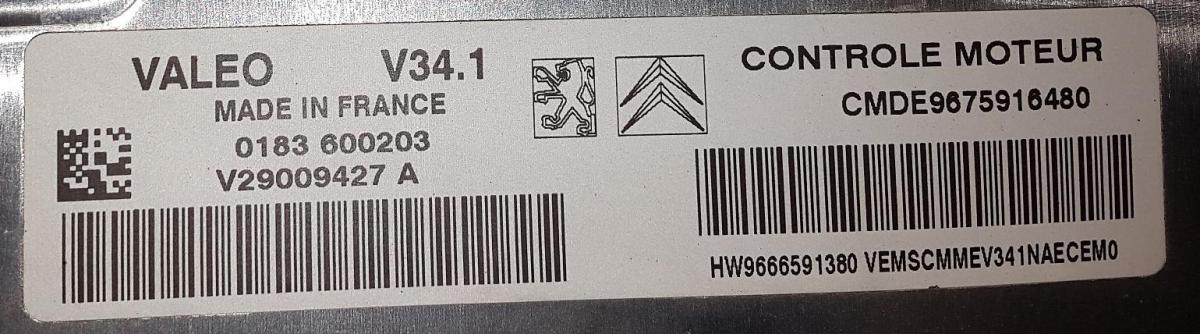 VALEO V34.1
MADE IN FRANCE
0183 600203
V29009427 A
CONTROLE MOTEUR
CMDE9675916480
HW9666591380 VEMSCMMEV341NAECEM0